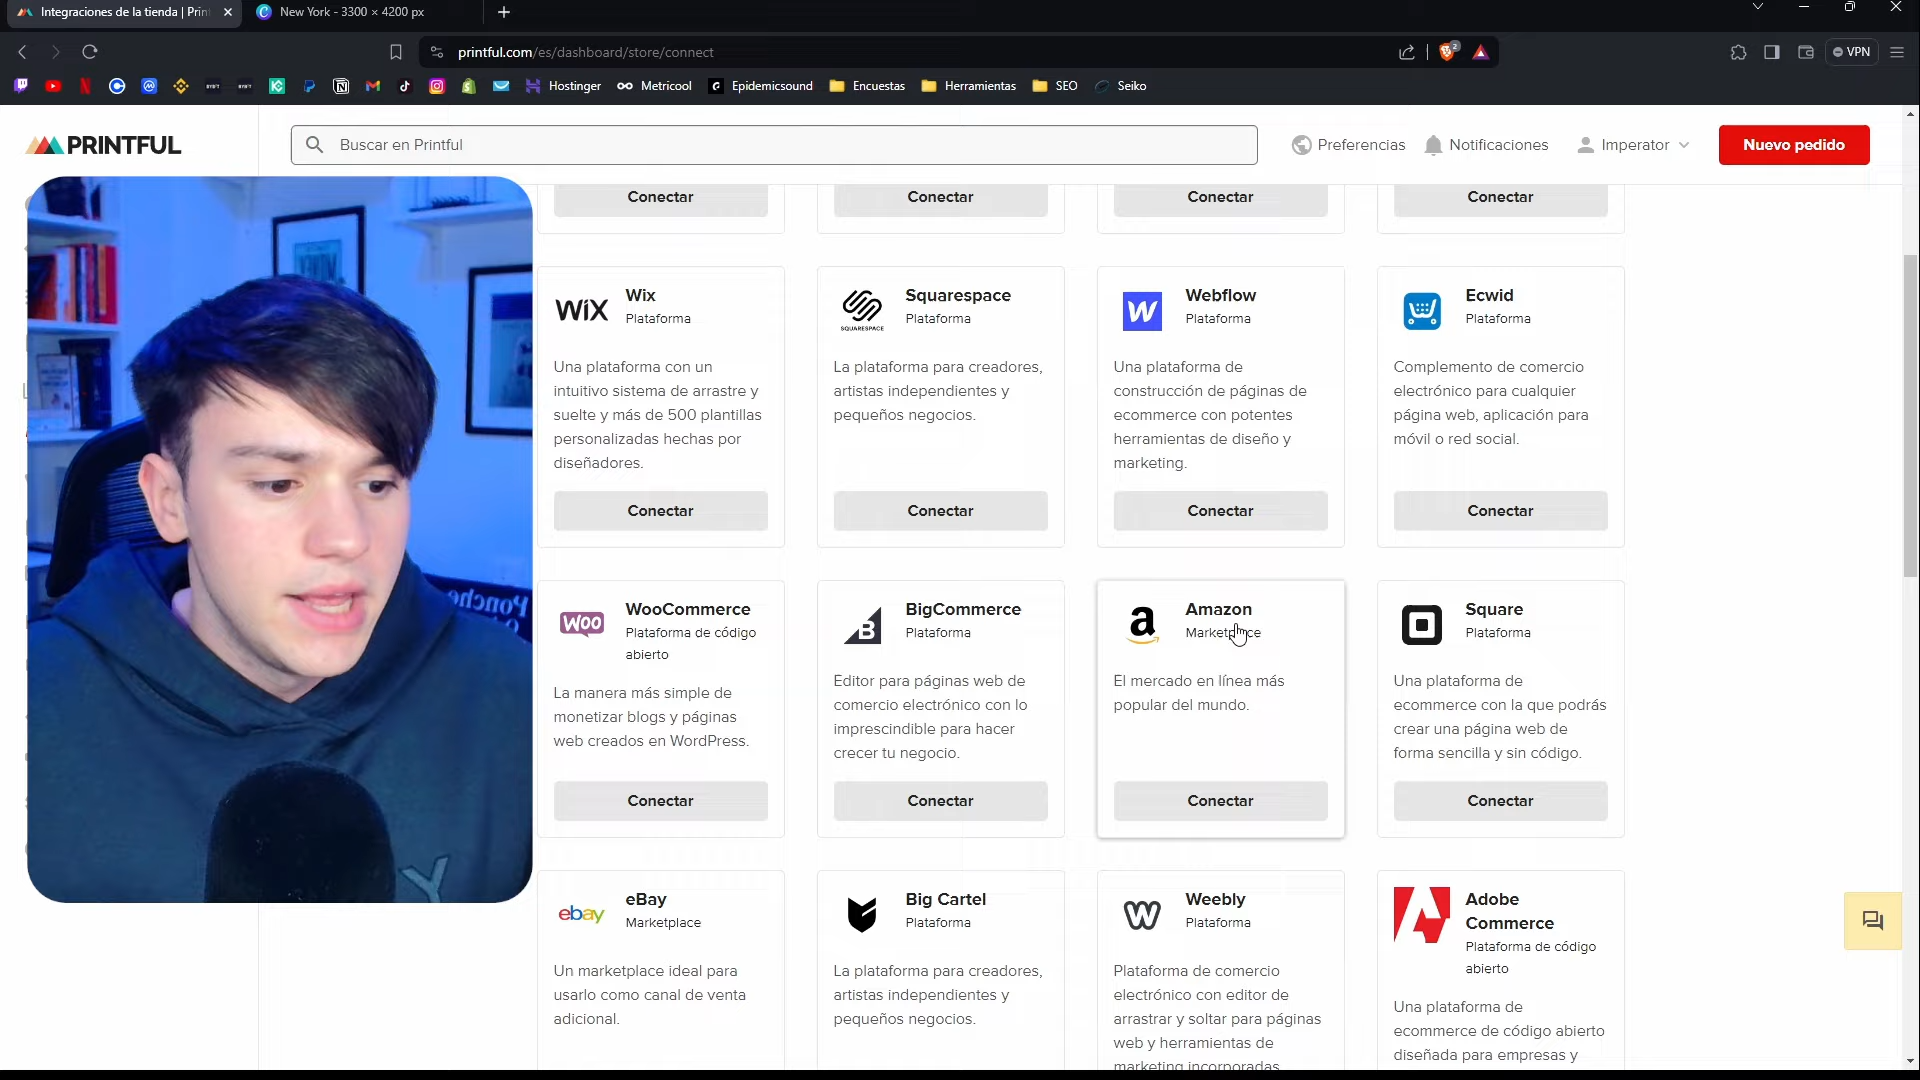 Integraciones de la tienda | Prin
New York - 3300 × 4200 px
printful.com/es/dashboard/store/connect
2
VPN
Hostinger
Metricool
Epidemicsound
Encuestas
Herramientas
SEO
Seiko
PRINTFUL
Buscar en Printful
Preferencias
Notificaciones
Imperator
Nuevo pedido
Conectar
Conectar
Conectar
Conectar
WiX
Wix
Plataforma
Una plataforma con un
intuitivo sistema de arrastre y
suelte y más de 500 plantillas
personalizadas hechas por
diseñadores.
Conectar
SQUARESPACE
Squarespace
Plataforma
La plataforma para creadores,
artistas independientes y
pequeños negocios.
Conectar
Webflow
Plataforma
Una plataforma de
construcción de páginas de
ecommerce con potentes
herramientas de diseño y
marketing.
Conectar
Ecwid
Plataforma
Complemento de comercio
electrónico para cualquier
página web, aplicación para
móvil o red social.
Conectar
WOO
WooCommerce
Plataforma de código
abierto
La manera más simple de
monetizar blogs y páginas
web creados en WordPress.
Conectar
B
BigCommerce
Plataforma
Editor para páginas web de
comercio electrónico con lo
imprescindible para hacer
crecer tu negocio.
Conectar
a
Amazon
Marketplace
El mercado en línea más
popular del mundo.
Conectar
Square
Plataforma
Una plataforma de
ecommerce con la que podrás
crear una página web de
forma sencilla y sin código.
Conectar
ebay
eBay
Marketplace
Un marketplace ideal para
usarlo como canal de venta
adicional.
Big Cartel
Plataforma
La plataforma para creadores,
artistas independientes y
pequeños negocios.
Weebly
Plataforma
Plataforma de comercio
electrónico con editor de
arrastrar y soltar para páginas
web y herramientas de
marketing incorporadas
Adobe
Commerce
Plataforma de código
abierto
Una plataforma de
ecommerce de código abierto
diseñada para empresas y